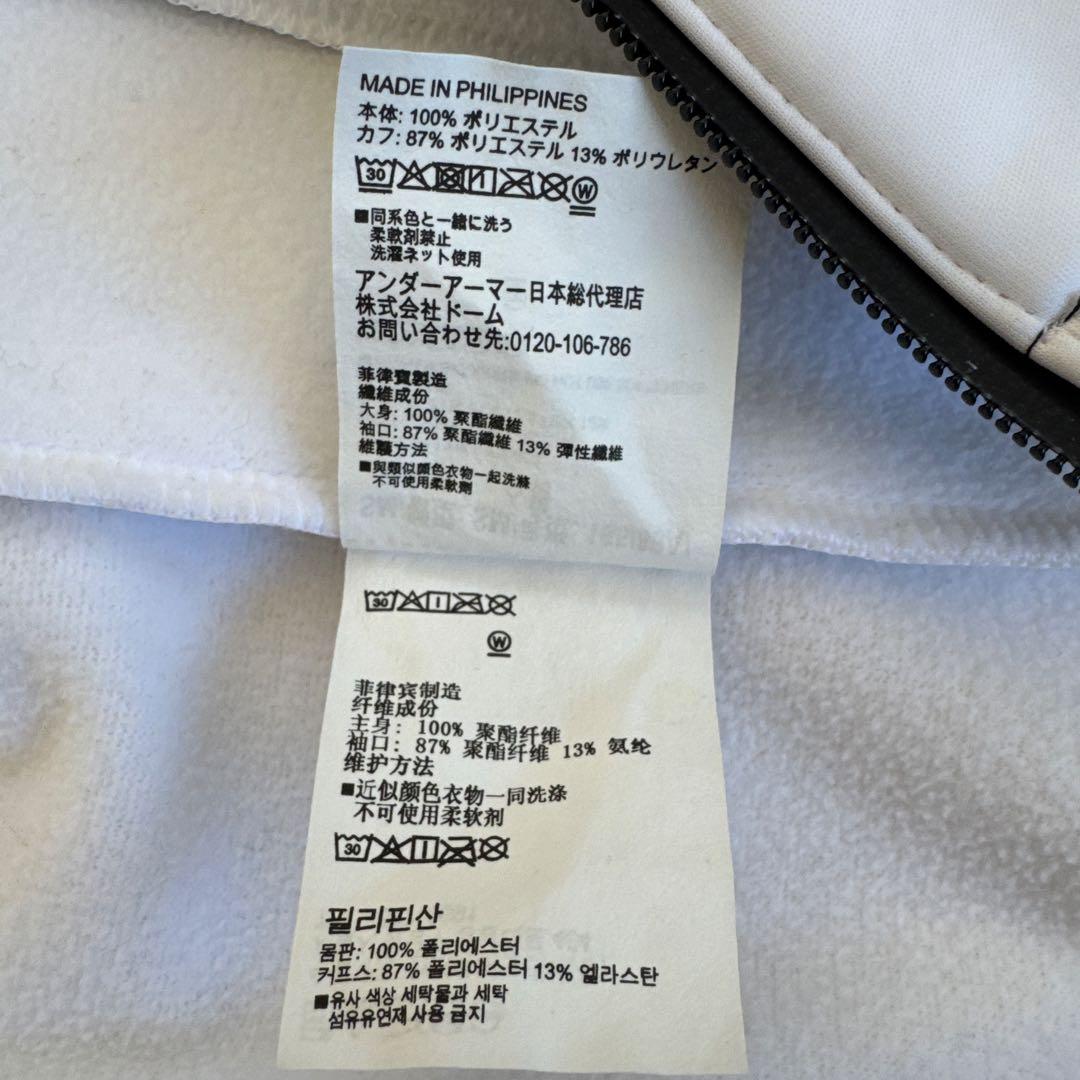 MADE IN PHILIPPINES
本体: 100% ポリエステル
カフ: 87% ポリエステル 13% ポリウレタン
30 W
■同系色と一緒に洗う
柔軟剤禁止
洗濯ネット使用
アンダーアーマー日本総代理店
株式会社ドーム
お問い合わせ先:0120-106-786
菲律賓製造
纖維成份
大身: 100% 聚酯纖維
袖口: 87% 聚酯纖維 13% 彈性纖維
維護方法
■與類似顏色衣物一起洗滌
不可使用柔軟劑
30
W
菲律宾制造
纤维成份
主身: 100% 聚酯纤维
袖口: 87% 聚酯纤维 13% 氨纶
维护方法
■近似颜色衣物一同洗涤
不可使用柔软剂
30
필리핀산
몸판: 100% 폴리에스터
커프스: 87% 폴리에스터 13% 엘라스탄
■유사 색상 세탁물과 세탁
섬유유연제 사용 금지